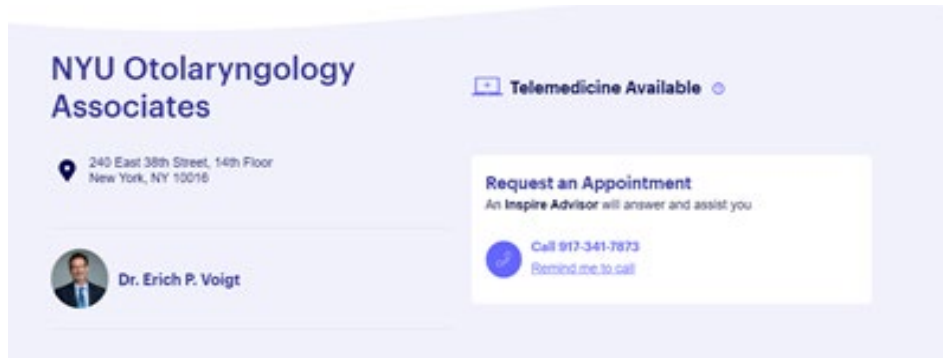 NYU Otolaryngology
Associates
240 East 38th Street, 14th Floor
New York, NY 10016
Dr. Erich P. Voigt
Telemedicine Available
Request an Appointment
An Inspire Advisor will answer and assist you
Call 917-341-7873
Remind me to call